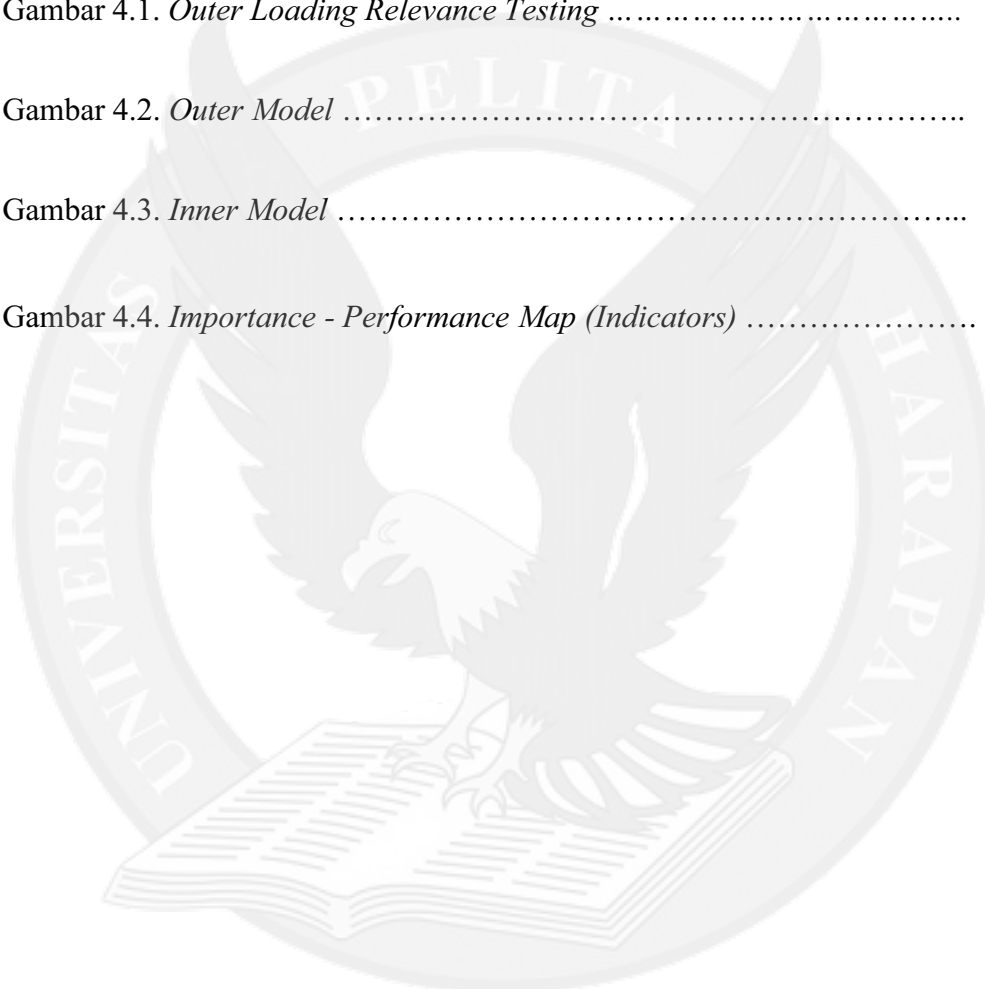 Gambar 4.1. Outer Loading Relevance Testing …………………………………..
Gambar 4.2. Outer Model …………………………………………………..
Gambar 4.3. Inner Model …………………………………………………...
Gambar 4.4. Importance - Performance Map (Indicators) ………………….
UNIVERSITAS PELITA HARAPAN